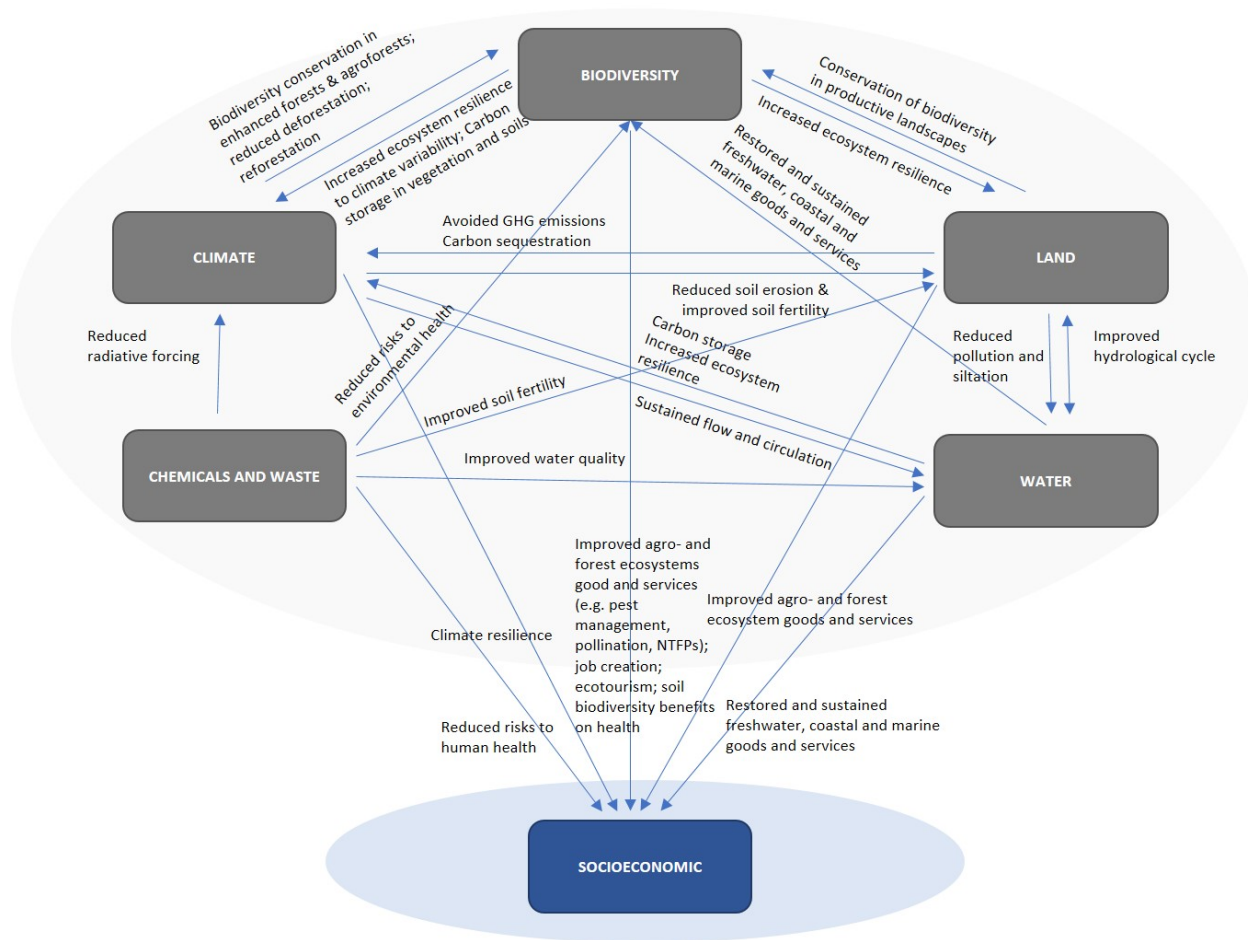 BIODIVERSITY
Biodiversity conservation in
enhanced forests & agroforests;
reduced deforestation;
reforestation
Increased ecosystem resilience
to climate variability; Carbon
storage in vegetation and soils
Conservation of biodiversity
in productive landscapes
Increased ecosystem resilience
Restored and sustained
freshwater, coastal and
marine goods and services
CLIMATE
Avoided GHG emissions
Carbon sequestration
LAND
Reduced soil erosion &
improved soil fertility
Reduced
radiative forcing
Reduced risks to
environmental health
Carbon storage
Increased ecosystem
resilience
Reduced
pollution and
siltation
Improved
hydrological cycle
Improved soil fertility
Sustained flow and circulation
CHEMICALS AND WASTE
Improved water quality
WATER
Improved agro- and
forest ecosystems
good and services
(e.g. pest
management,
pollination, NTFPs);
job creation;
ecotourism; soil
biodiversity benefits
on health
Improved agro- and forest
ecosystem goods and services
Climate resilience
Reduced risks to
human health
Restored and sustained
freshwater, coastal and marine
goods and services
SOCIOECONOMIC